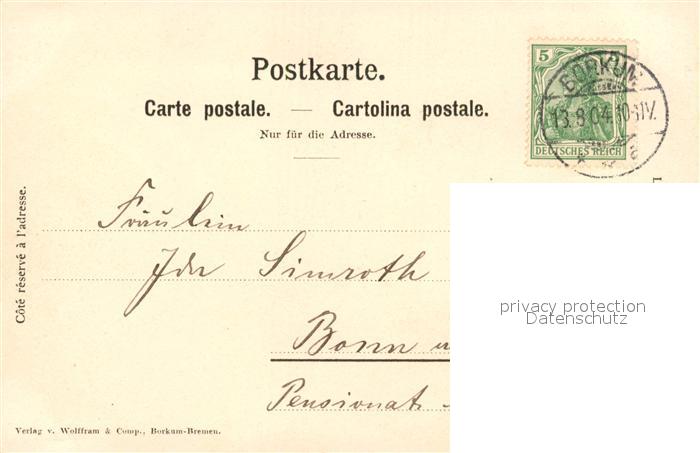 Postkarte.
Carte postale. — Cartolina postale.
Nur für die Adresse.
5
DEUTSCHES REICH
BORKUM
13.8.04.10-11V.
a
Côté réservé à l'adresse.
Fräulein
Ida Simroth
Bonn
Pensionat
privacy protection
Datenschutz
Verlag v. Wolffram & Comp., Borkum-Bremen.